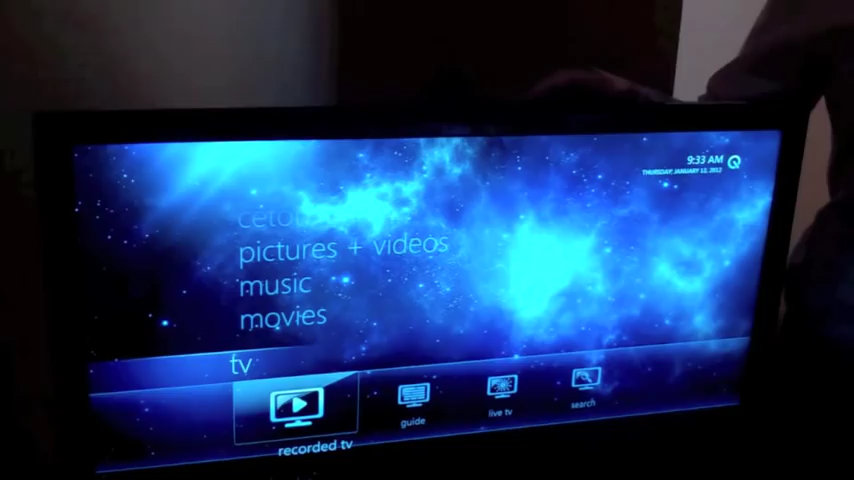 9:33 AM
THURSDAY, JANUARY 12, 2012
pictures + videos
music
movies
tv
recorded tv
guide
live tv
search